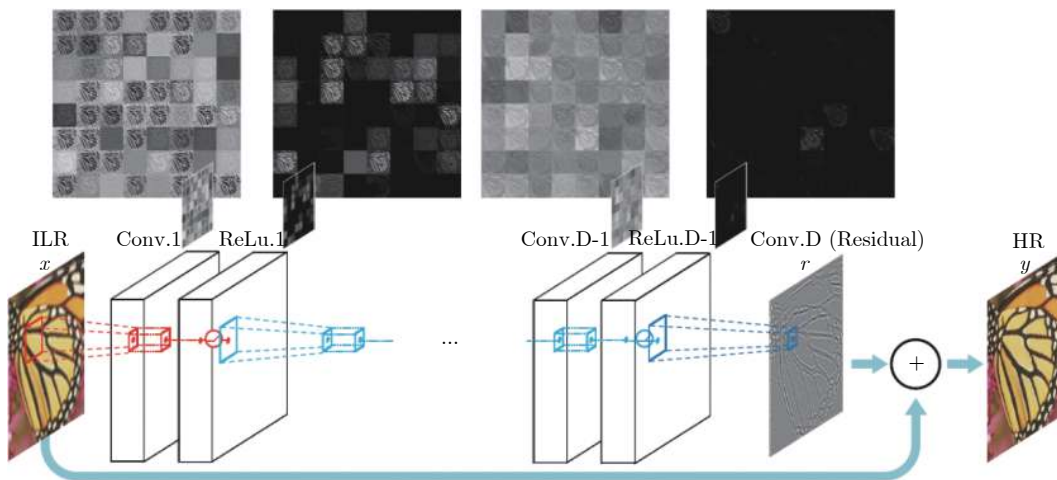 ILR
x
Conv.1
ReLu.1
...
Conv.D-1
ReLu.D-1
Conv.D (Residual)
r
+
HR
y